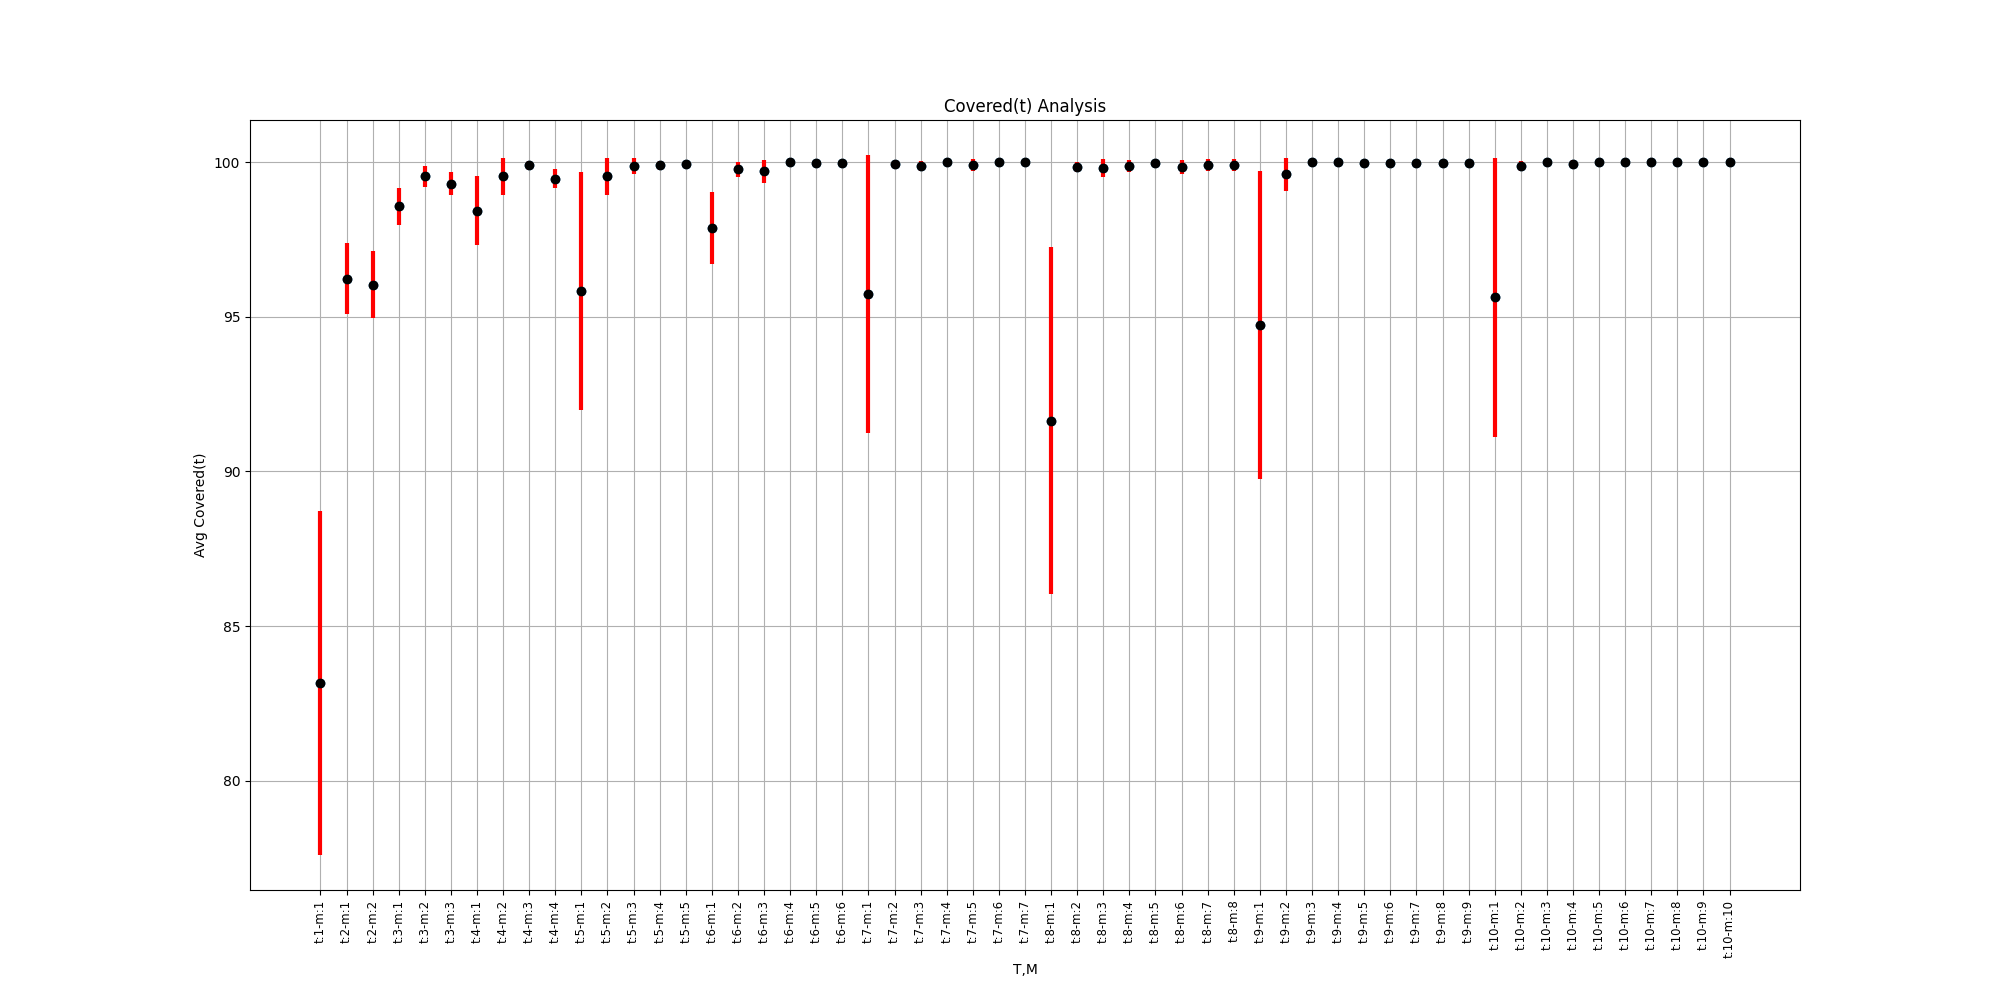 Covered(t) Analysis
100
95
90
85
80
Avg Covered(t)
t:1-m:1
t:2-m:1
t:2-m:2
t:3-m:1
t:3-m:2
t:3-m:3
t:4-m:1
t:4-m:2
t:4-m:3
t:4-m:4
t:5-m:1
t:5-m:2
t:5-m:3
t:5-m:4
t:5-m:5
t:6-m:1
t:6-m:2
t:6-m:3
t:6-m:4
t:6-m:5
t:6-m:6
t:7-m:1
t:7-m:2
t:7-m:3
t:7-m:4
t:7-m:5
t:7-m:6
t:7-m:7
t:8-m:1
t:8-m:2
t:8-m:3
t:8-m:4
t:8-m:5
t:8-m:6
t:8-m:7
t:8-m:8
t:9-m:1
t:9-m:2
t:9-m:3
t:9-m:4
t:9-m:5
t:9-m:6
t:9-m:7
t:9-m:8
t:9-m:9
t:10-m:1
t:10-m:2
t:10-m:3
t:10-m:4
t:10-m:5
t:10-m:6
t:10-m:7
t:10-m:8
t:10-m:9
t:10-m:10
T,M